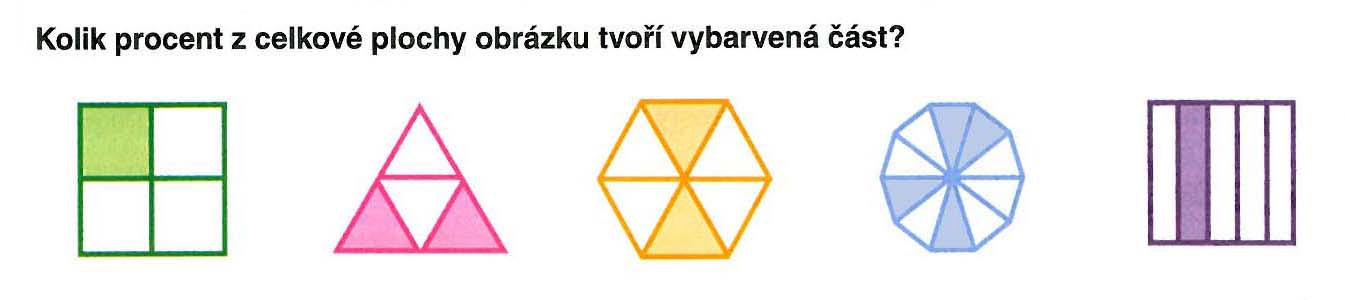 Kolik procent z celkové plochy obrázku tvoří vybarvená část?